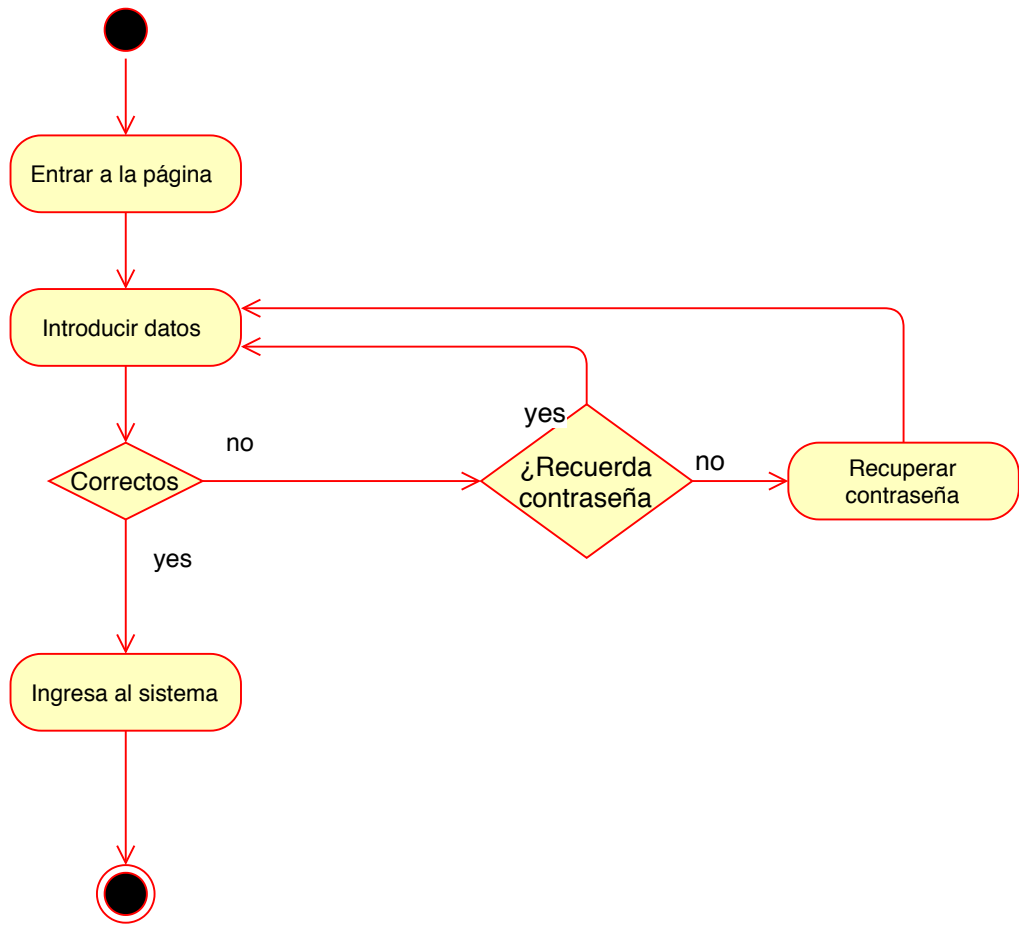 Entrar a la página
Introducir datos
yes
no
Correctos
¿Recuerda
contraseña
no
Recuperar
contraseña
yes
Ingresa al sistema